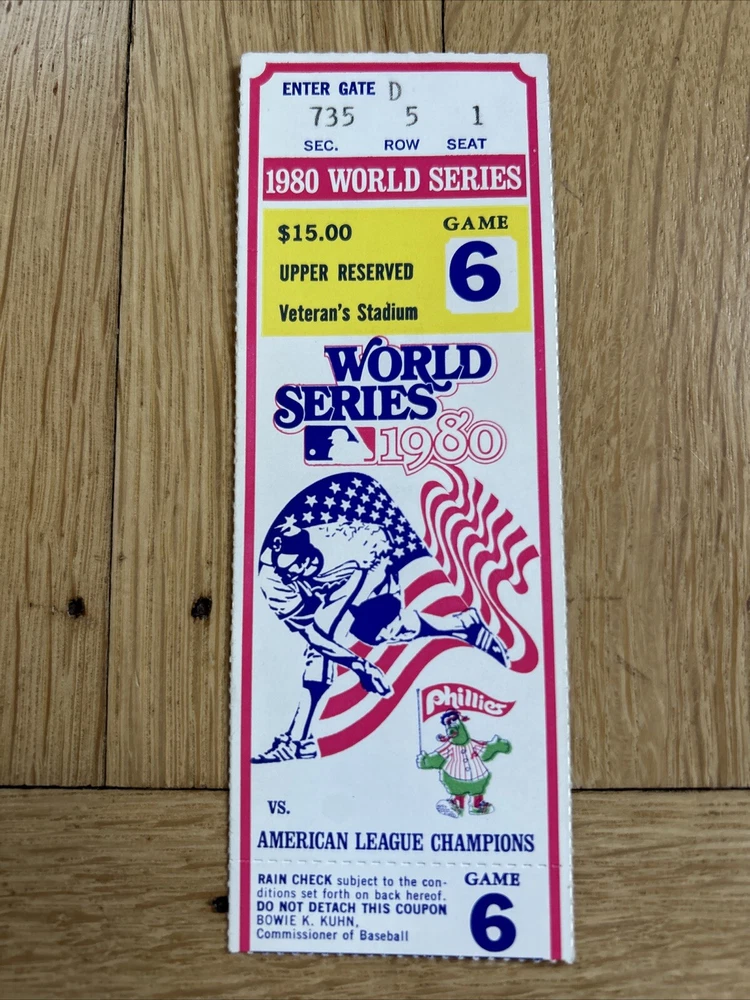 ENTER GATE D
735 5 1
SEC. ROW SEAT
1980 WORLD SERIES
$15.00
UPPER RESERVED
Veteran's Stadium
GAME
6
WORLD
SERIES
1980
Phillies
VS.
AMERICAN LEAGUE CHAMPIONS
RAIN CHECK subject to the con-
ditions set forth on back hereof.
DO NOT DETACH THIS COUPON
BOWIE K. KUHN,
Commissioner of Baseball
GAME
6